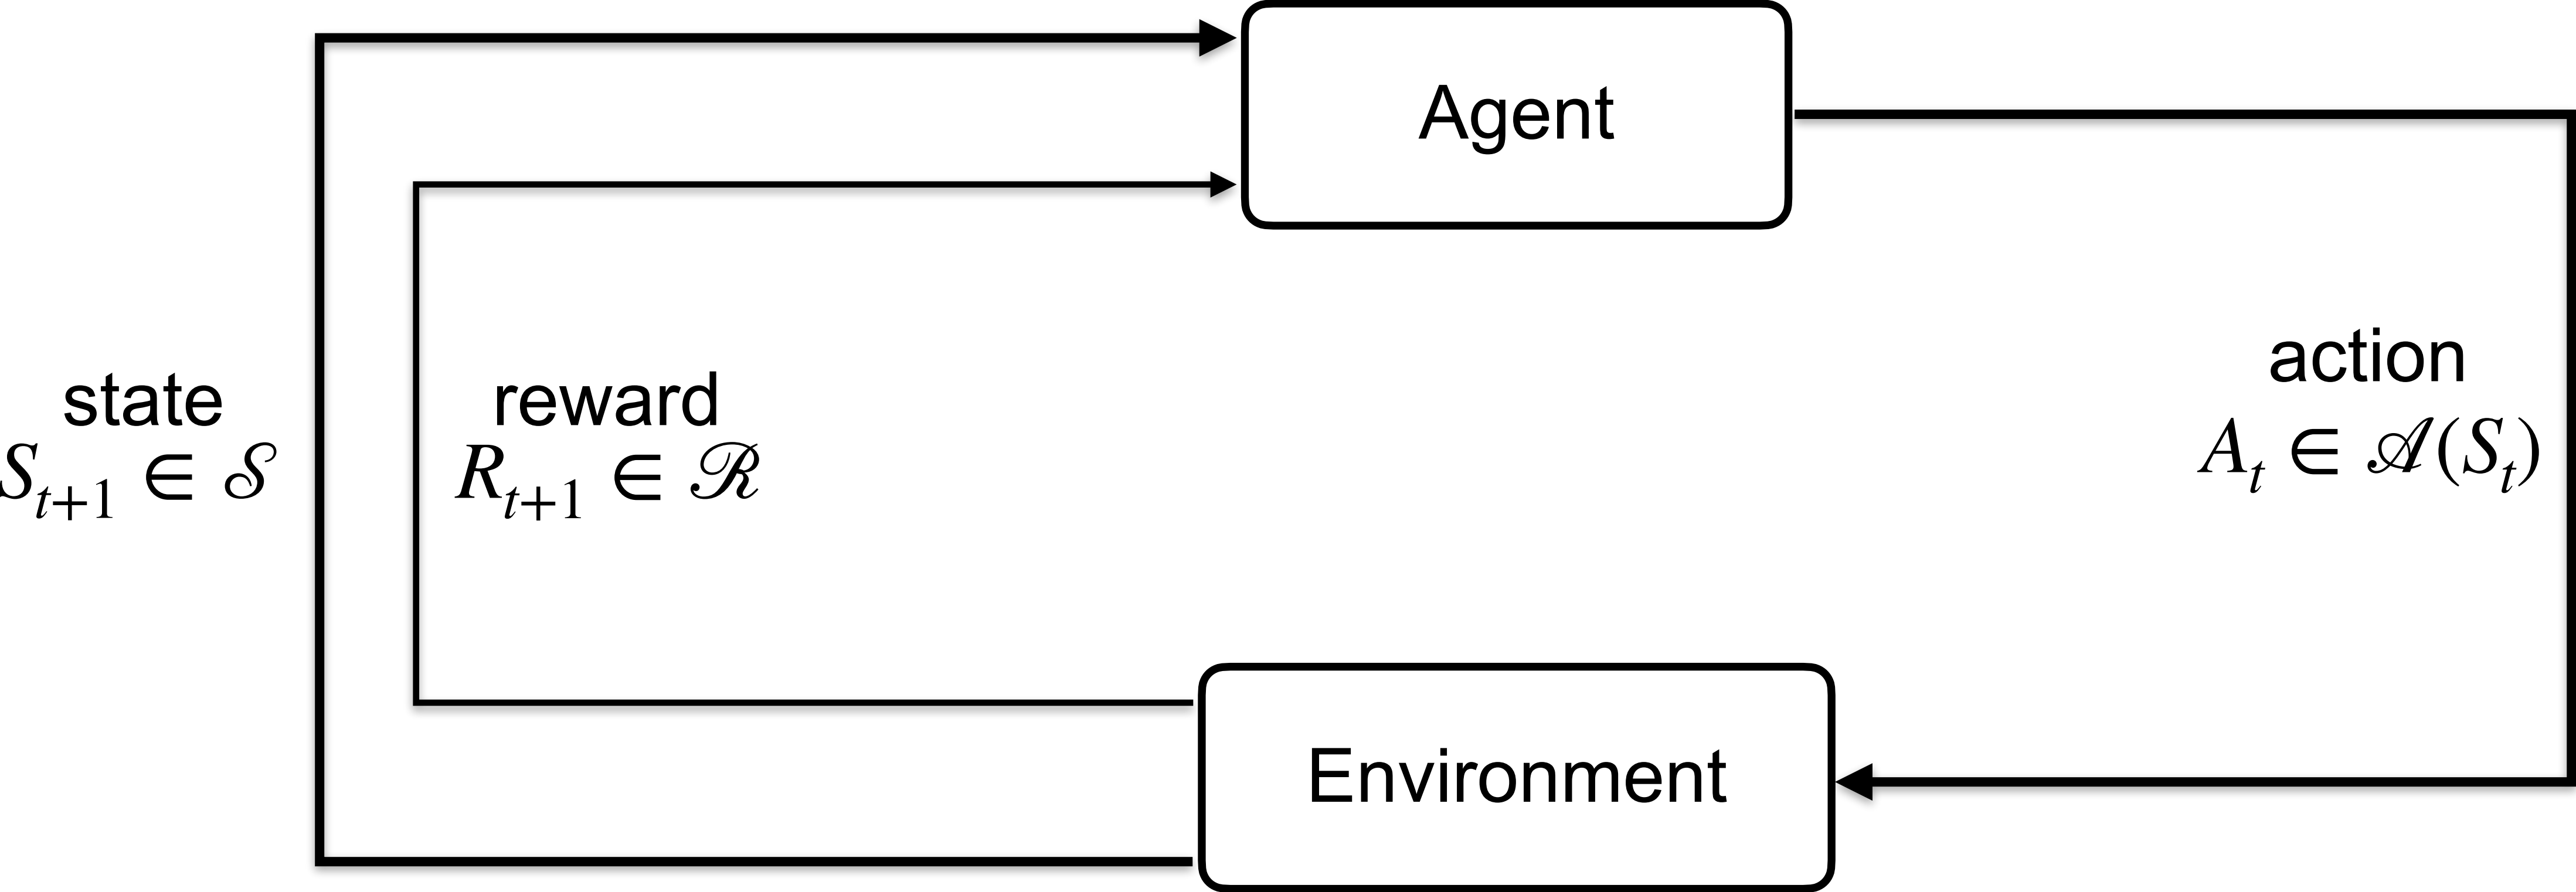 Agent
state
S_{t+1} ∈ 𝒮
reward
R_{t+1} ∈ ℛ
action
A_t ∈ 𝒜(S_t)
Environment